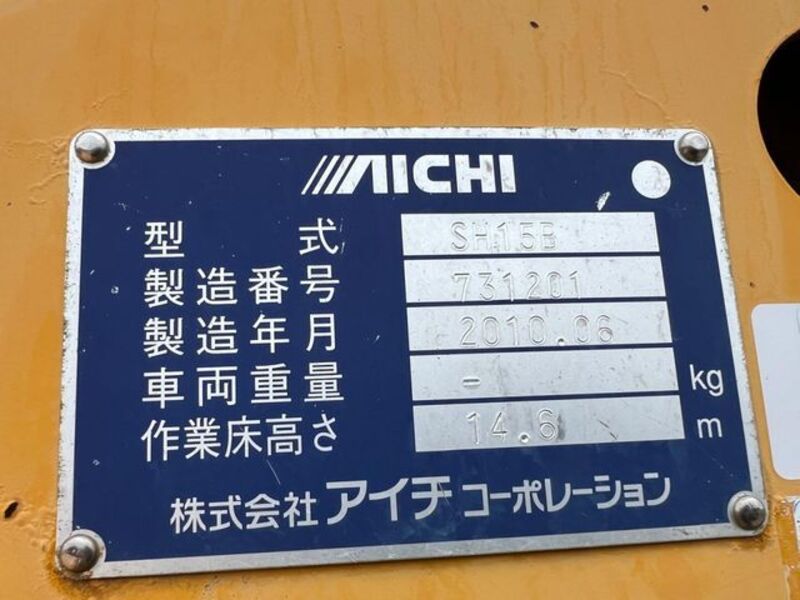 AICHI
型式 SH15B
製造番号 731201
製造年月 2010.06
車両重量 - kg
作業床高さ 14.6 m
株式会社アイチコーポレーション